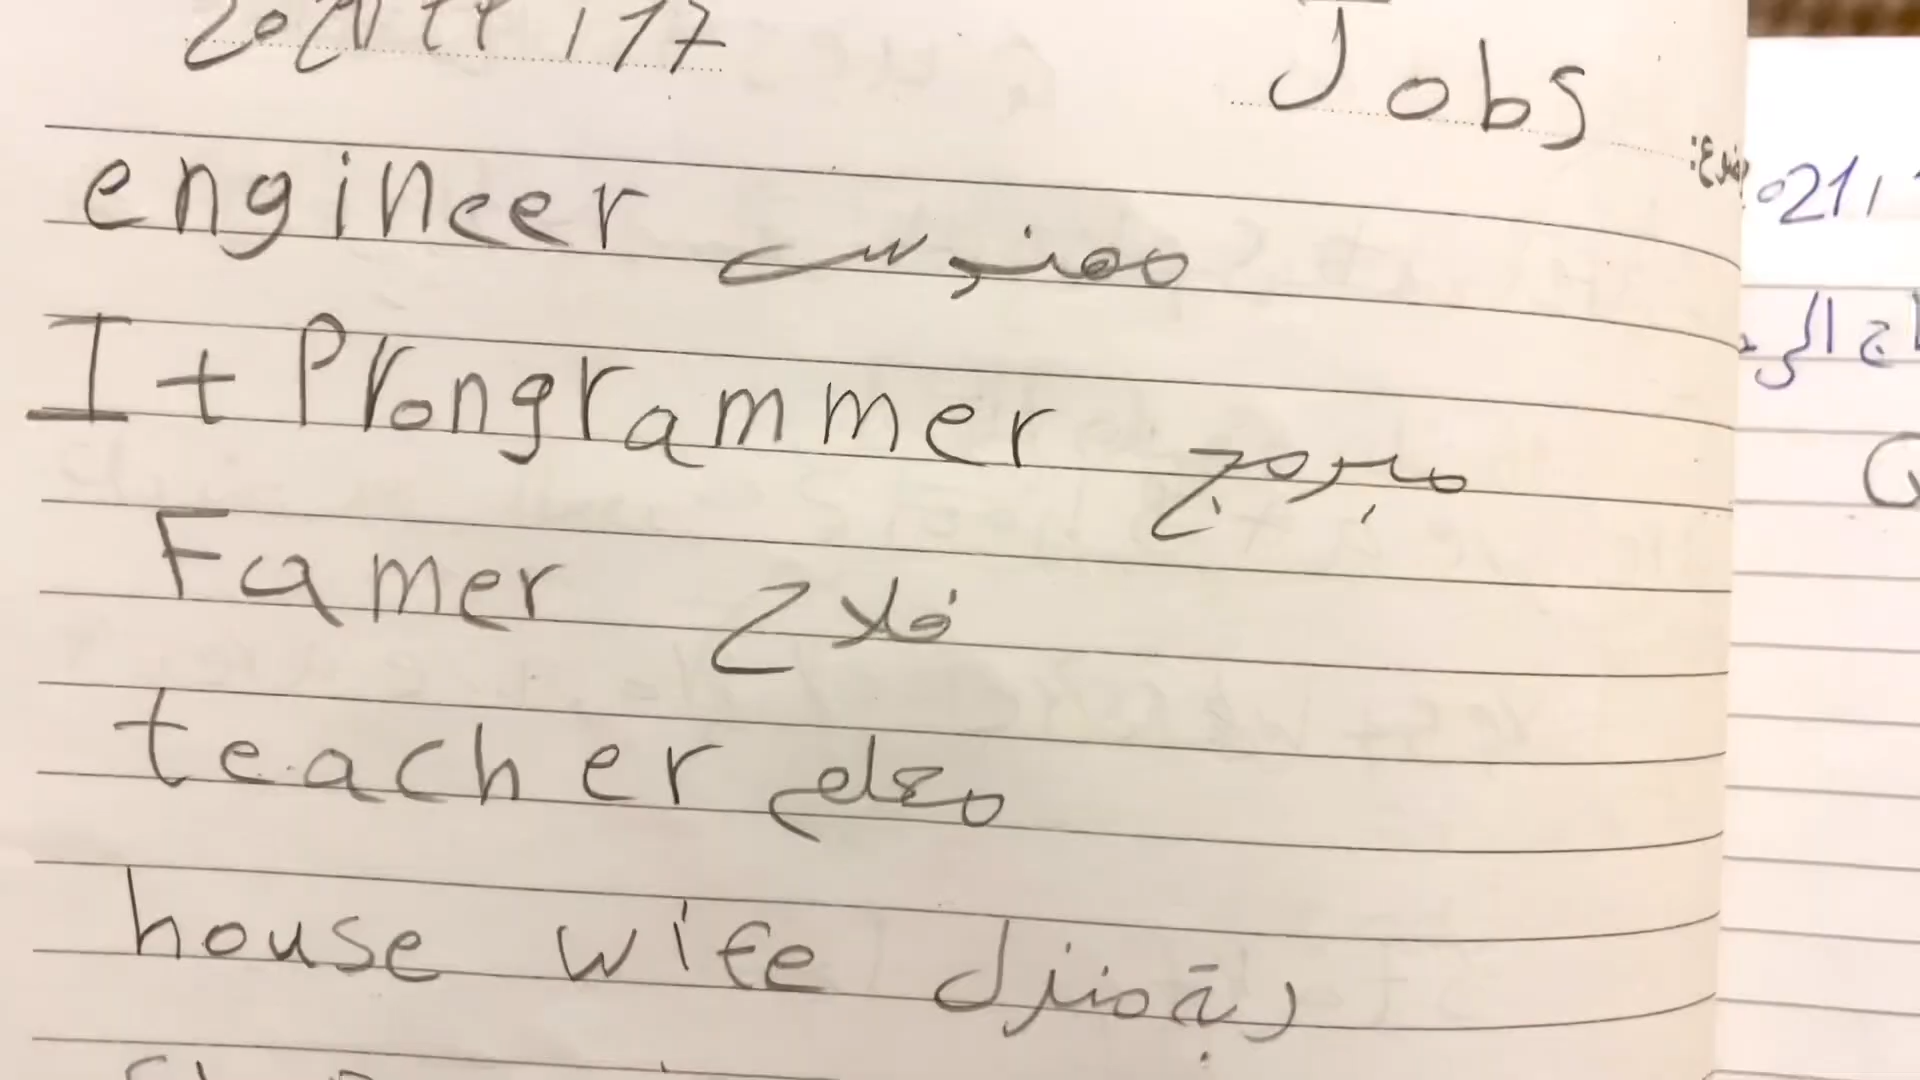 Jobs
engineer مهندس
It Prongrammer مبرمج
Famer فلاح
teacher معلم
house wife ربة منزل